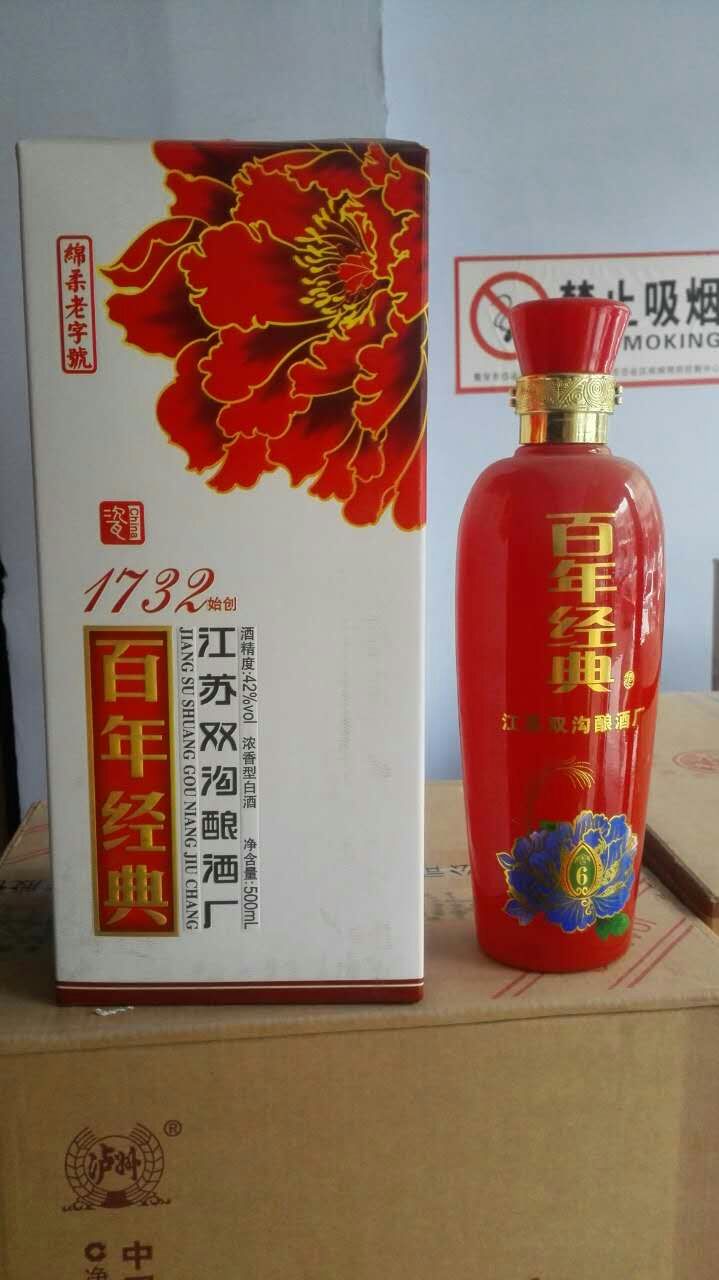 綿柔老字號
瓷
China
1732始创
百年经典
JIANG SU SHUANG GOU NIANG JIU CHANG
江苏双沟酿酒厂
酒精度:42%vol 浓香型白酒 净含量:500mL
禁止吸烟
MOKING
百年经典
江苏双沟酿酒厂
6
泸州
®
中
C
净
公司